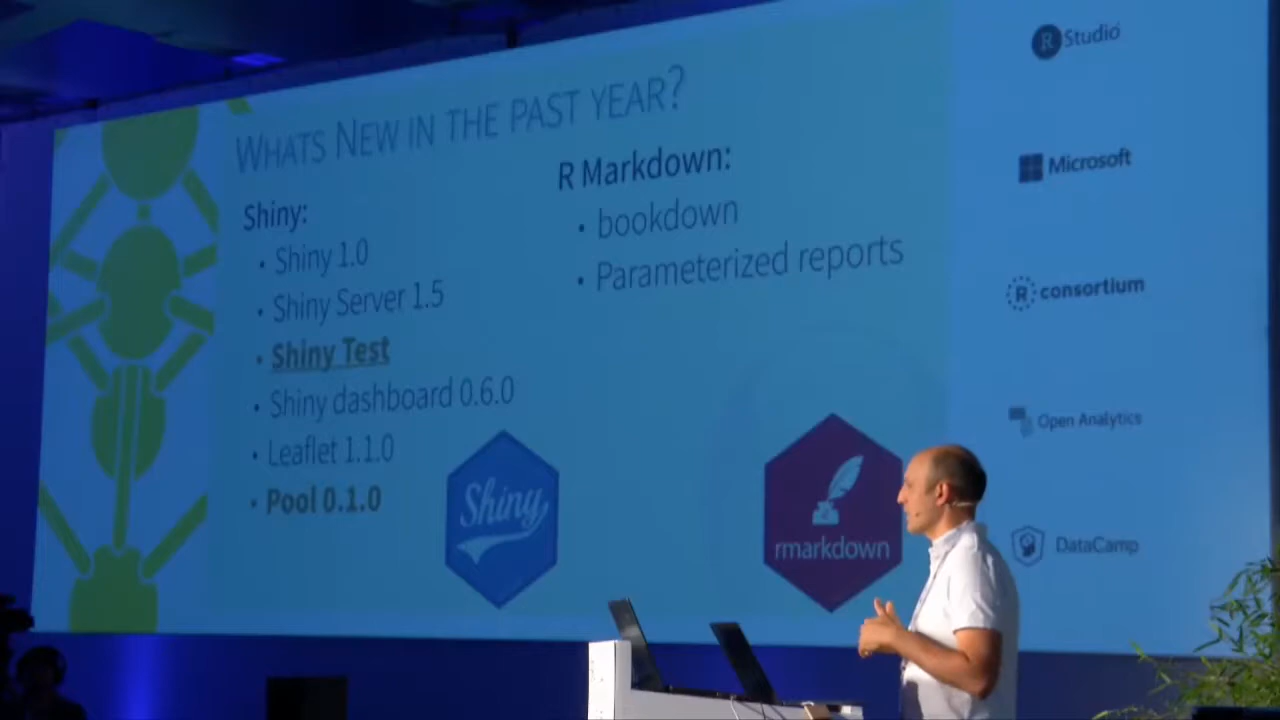 WHATS NEW IN THE PAST YEAR?
Shiny:
• Shiny 1.0
• Shiny Server 1.5
• Shiny Test
• Shiny dashboard 0.6.0
• Leaflet 1.1.0
• Pool 0.1.0
R Markdown:
• bookdown
• Parameterized reports
Shiny
rmarkdown
R Studio
Microsoft
R consortium
Open Analytics
DataCamp